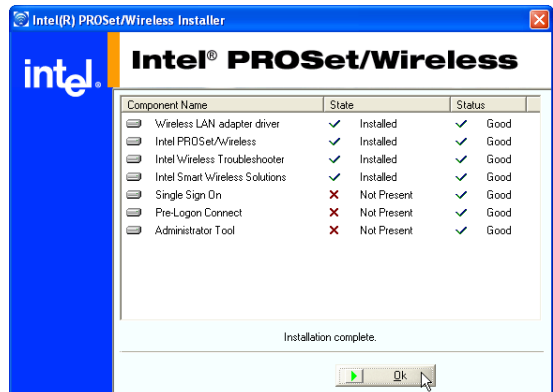 Intel(R) PROSet/Wireless Installer
intel.
Intel® PROSet/Wireless
Component Name State Status
Wireless LAN adapter driver Installed Good
Intel PROSet/Wireless Installed Good
Intel Wireless Troubleshooter Installed Good
Intel Smart Wireless Solutions Installed Good
Single Sign On Not Present Good
Pre-Logon Connect Not Present Good
Administrator Tool Not Present Good
Installation complete.
Ok